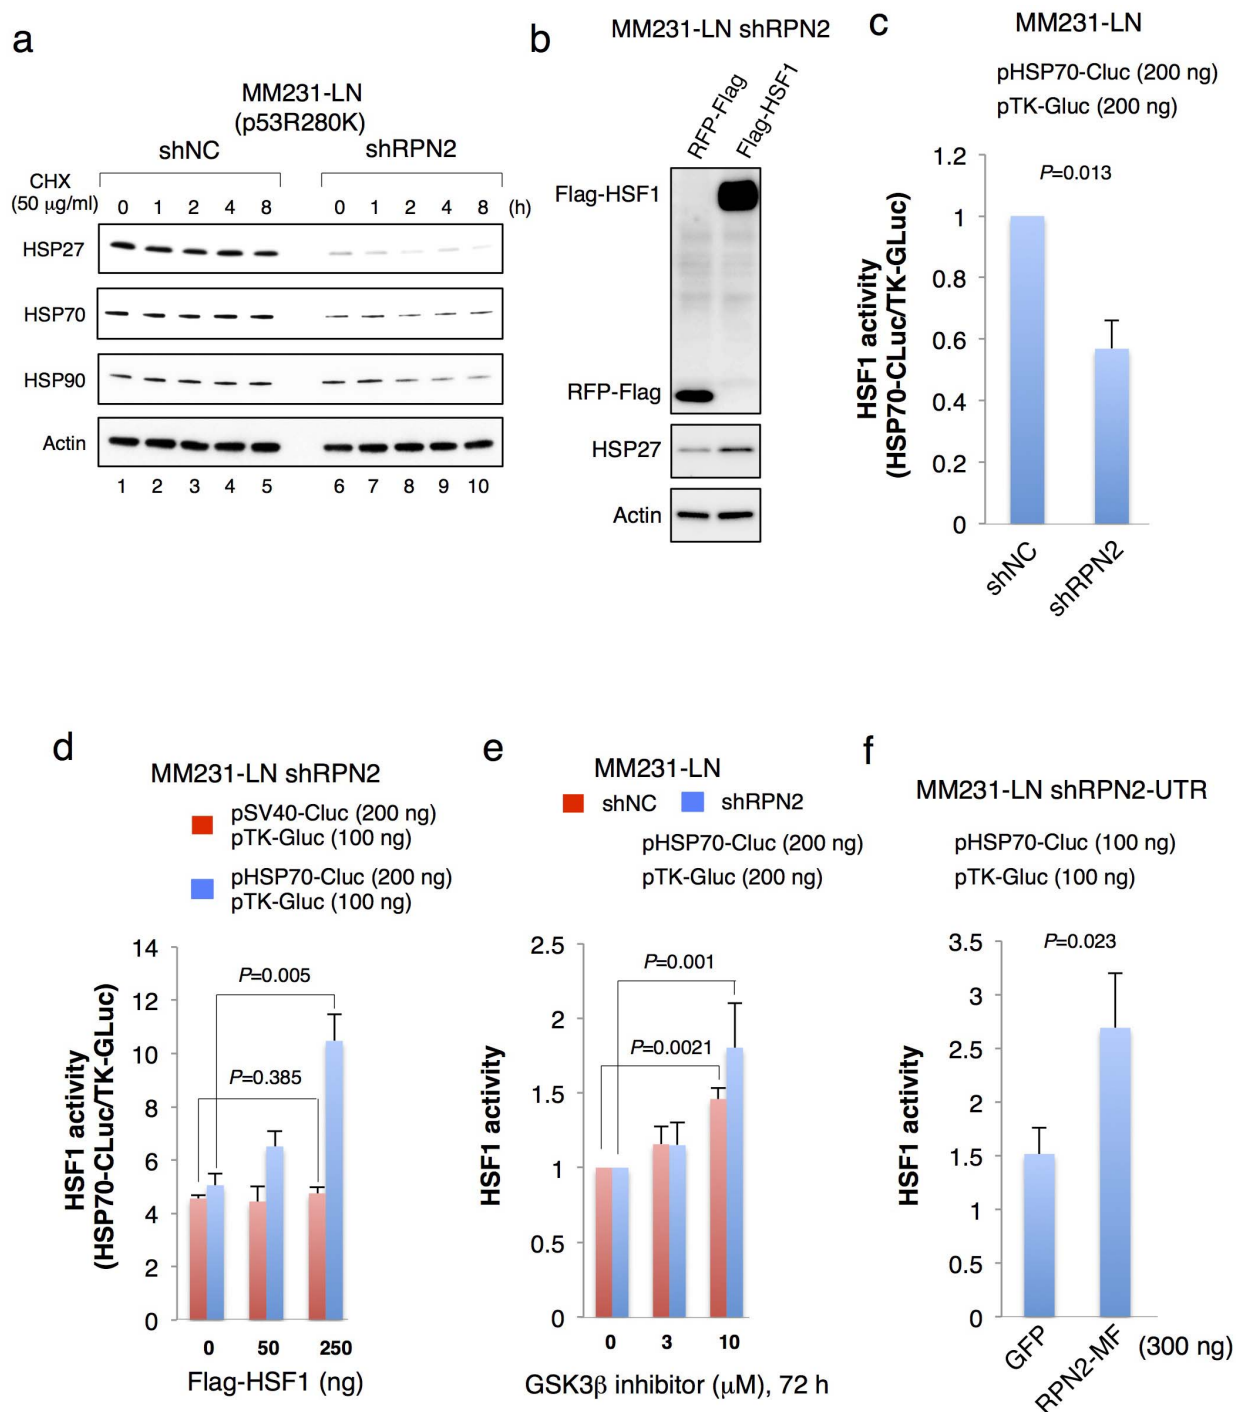 a
MM231-LN
(p53R280K)
shNC
shRPN2
CHX
(50 μg/ml)
0 1 2 4 8 0 1 2 4 8 (h)
HSP27
HSP70
HSP90
Actin
1 2 3 4 5 6 7 8 9 10
b
MM231-LN shRPN2
RFP-Flag
Flag-HSF1
Flag-HSF1
RFP-Flag
HSP27
Actin
c
MM231-LN
pHSP70-Cluc (200 ng)
pTK-Gluc (200 ng)
P=0.013
HSF1 activity
(HSP70-CLuc/TK-GLuc)
1.2
1
0.8
0.6
0.4
0.2
0
shNC
shRPN2
d
MM231-LN shRPN2
pSV40-Cluc (200 ng)
pTK-Gluc (100 ng)
pHSP70-Cluc (200 ng)
pTK-Gluc (100 ng)
HSF1 activity
(HSP70-CLuc/TK-GLuc)
14
12
10
8
6
4
2
0
P=0.005
P=0.385
0 50 250
Flag-HSF1 (ng)
e
MM231-LN
shNC shRPN2
pHSP70-Cluc (200 ng)
pTK-Gluc (200 ng)
HSF1 activity
2.5
2
1.5
1
0.5
0
P=0.001
P=0.0021
0 3 10
GSK3β inhibitor (μM), 72 h
f
MM231-LN shRPN2-UTR
pHSP70-Cluc (100 ng)
pTK-Gluc (100 ng)
P=0.023
HSF1 activity
3.5
3
2.5
2
1.5
1
0.5
0
GFP
RPN2-MF
(300 ng)